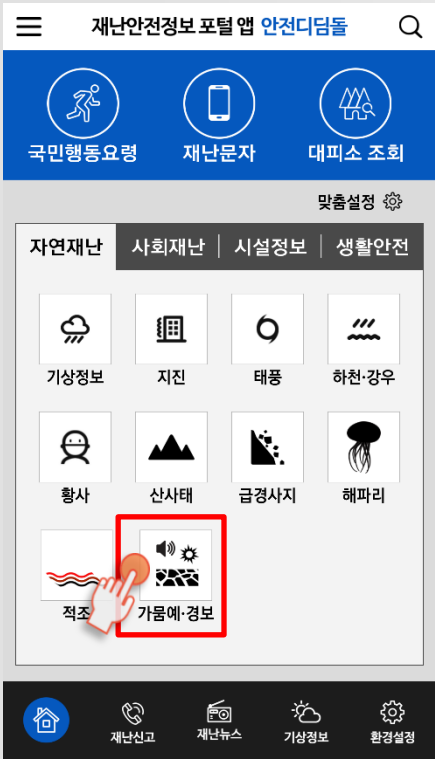 재난안전정보 포털 앱 안전디딤돌
국민행동요령 재난문자 대피소 조회
맞춤설정
자연재난 사회재난 시설정보 생활안전
기상정보 지진 태풍 하천·강우
황사 산사태 급경사지 해파리
적조 가뭄예·경보
재난신고 재난뉴스 기상정보 환경설정